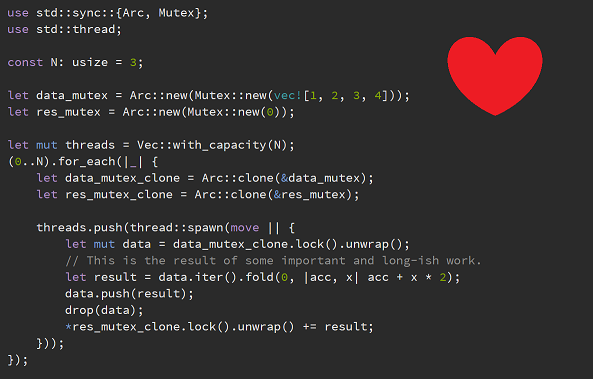 use std::sync::{Arc, Mutex};
use std::thread;

const N: usize = 3;

let data_mutex = Arc::new(Mutex::new(vec![1, 2, 3, 4]));
let res_mutex = Arc::new(Mutex::new(0));

let mut threads = Vec::with_capacity(N);
(0..N).for_each(|_| {
    let data_mutex_clone = Arc::clone(&data_mutex);
    let res_mutex_clone = Arc::clone(&res_mutex);

    threads.push(thread::spawn(move || {
        let mut data = data_mutex_clone.lock().unwrap();
        // This is the result of some important and long-ish work.
        let result = data.iter().fold(0, |acc, x| acc + x * 2);
        data.push(result);
        drop(data);
        *res_mutex_clone.lock().unwrap() += result;
    }));
});